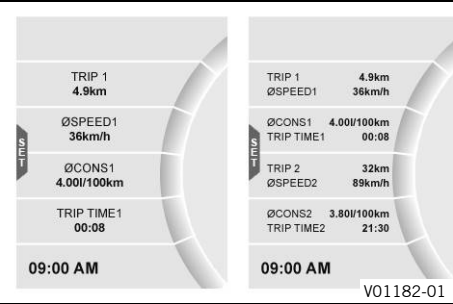 TRIP 1
4.9km
ØSPEED1
36km/h
SET
ØCONS1
4.00l/100km
TRIP TIME1
00:08
09:00 AM
TRIP 1 4.9km
ØSPEED1 36km/h
ØCONS1 4.00l/100km
TRIP TIME1 00:08
SET
TRIP 2 32km
ØSPEED2 89km/h
ØCONS2 3.80l/100km
TRIP TIME2 21:30
09:00 AM
V01182-01